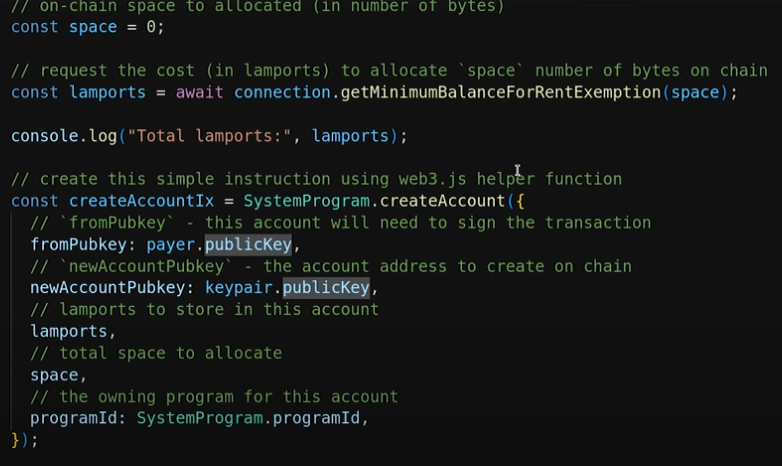 // on-chain space to allocated (in number of bytes)
const space = 0;
// request the cost (in lamports) to allocate `space` number of bytes on chain
const lamports = await connection.getMinimumBalanceForRentExemption(space);
console.log("Total lamports:", lamports);
// create this simple instruction using web3.js helper function
const createAccountIx = SystemProgram.createAccount({
// `fromPubkey` - this account will need to sign the transaction
fromPubkey: payer.publicKey,
// `newAccountPubkey` - the account address to create on chain
newAccountPubkey: keypair.publicKey,
// lamports to store in this account
lamports,
// total space to allocate
space,
// the owning program for this account
programId: SystemProgram.programId,
});